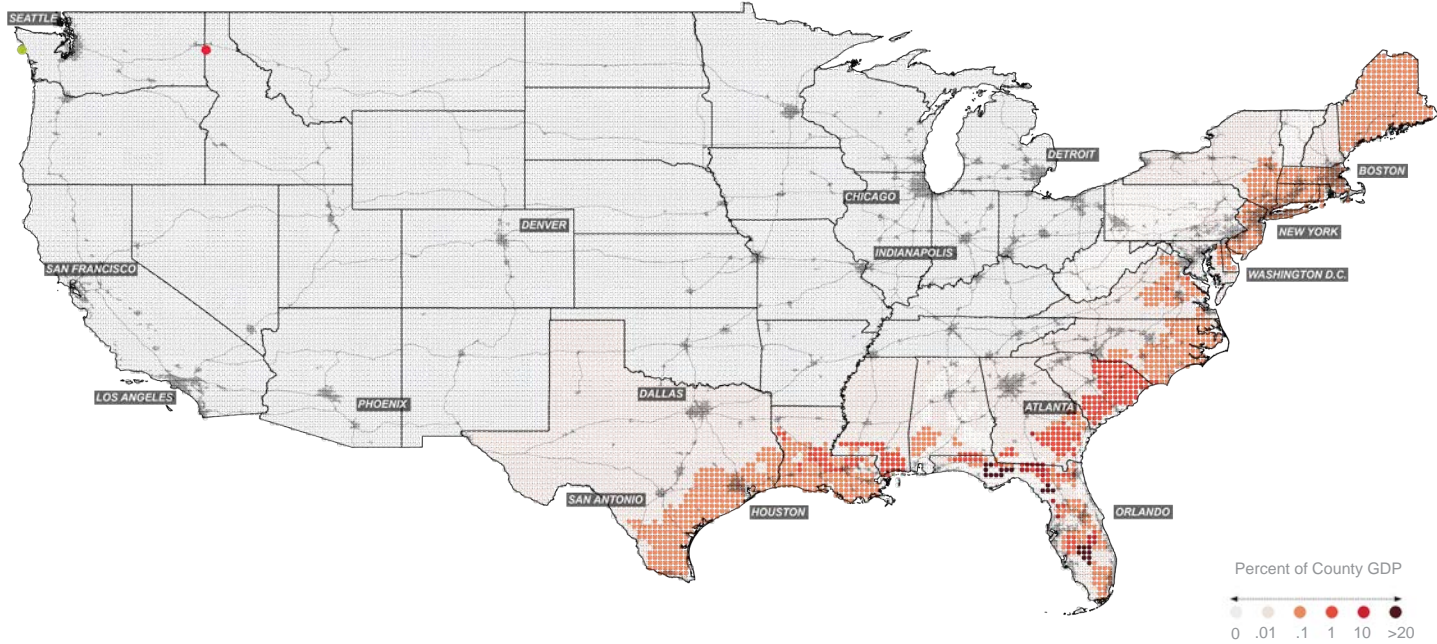 SEATTLE
DETROIT
BOSTON
CHICAGO
NEW YORK
DENVER
INDIANAPOLIS
SAN FRANCISCO
WASHINGTON D.C.
DALLAS
LOS ANGELES
PHOENIX
ATLANTA
SAN ANTONIO
HOUSTON
ORLANDO
Percent of County GDP
0 .01 .1 1 10 >20